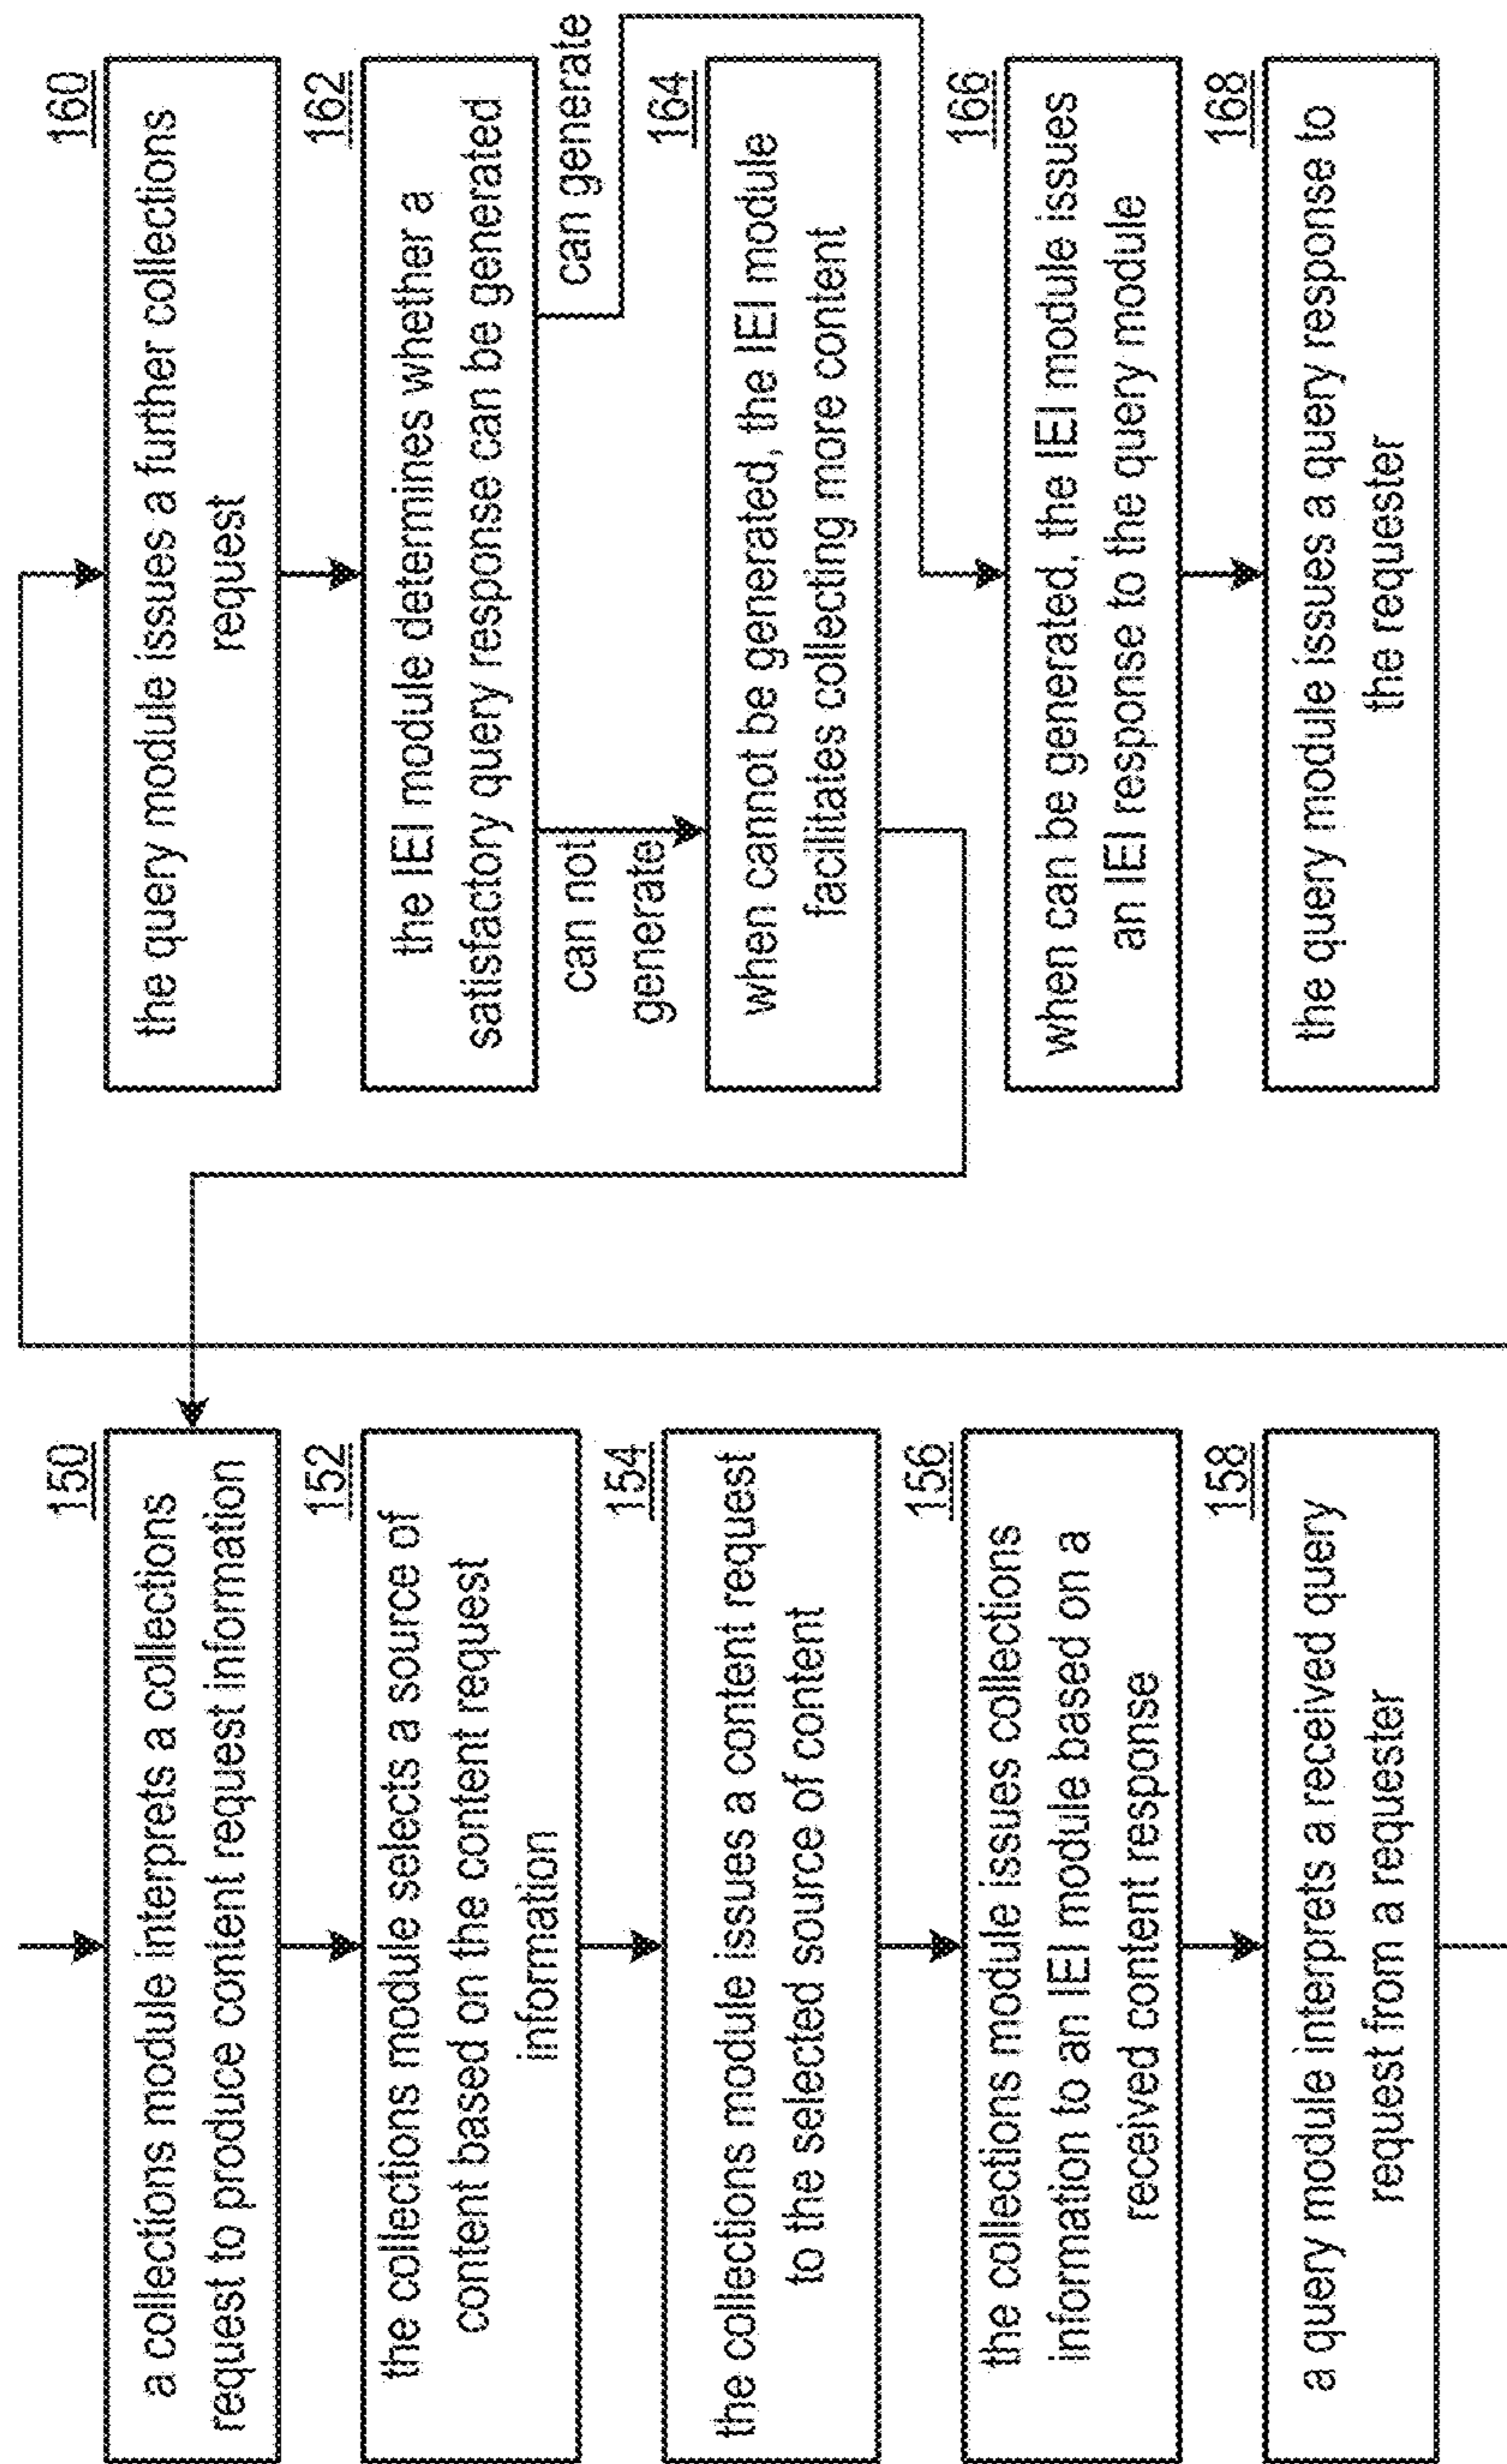 150
a collections module interprets a collections
request to produce content request information
152
the collections module selects a source of
content based on the content request
information
154
the collections module issues a content request
to the selected source of content
156
the collections module issues collections
information to an IEI module based on a
received content response
158
a query module interprets a received query
request from a requester
160
the query module issues a further collections
request
162
the IEI module determines whether a
satisfactory query response can be generated
can not
generate
can generate
164
when cannot be generated, the IEI module
facilitates collecting more content
166
when can be generated, the IEI module issues
an IEI response to the query module
168
the query module issues a query response to
the requester